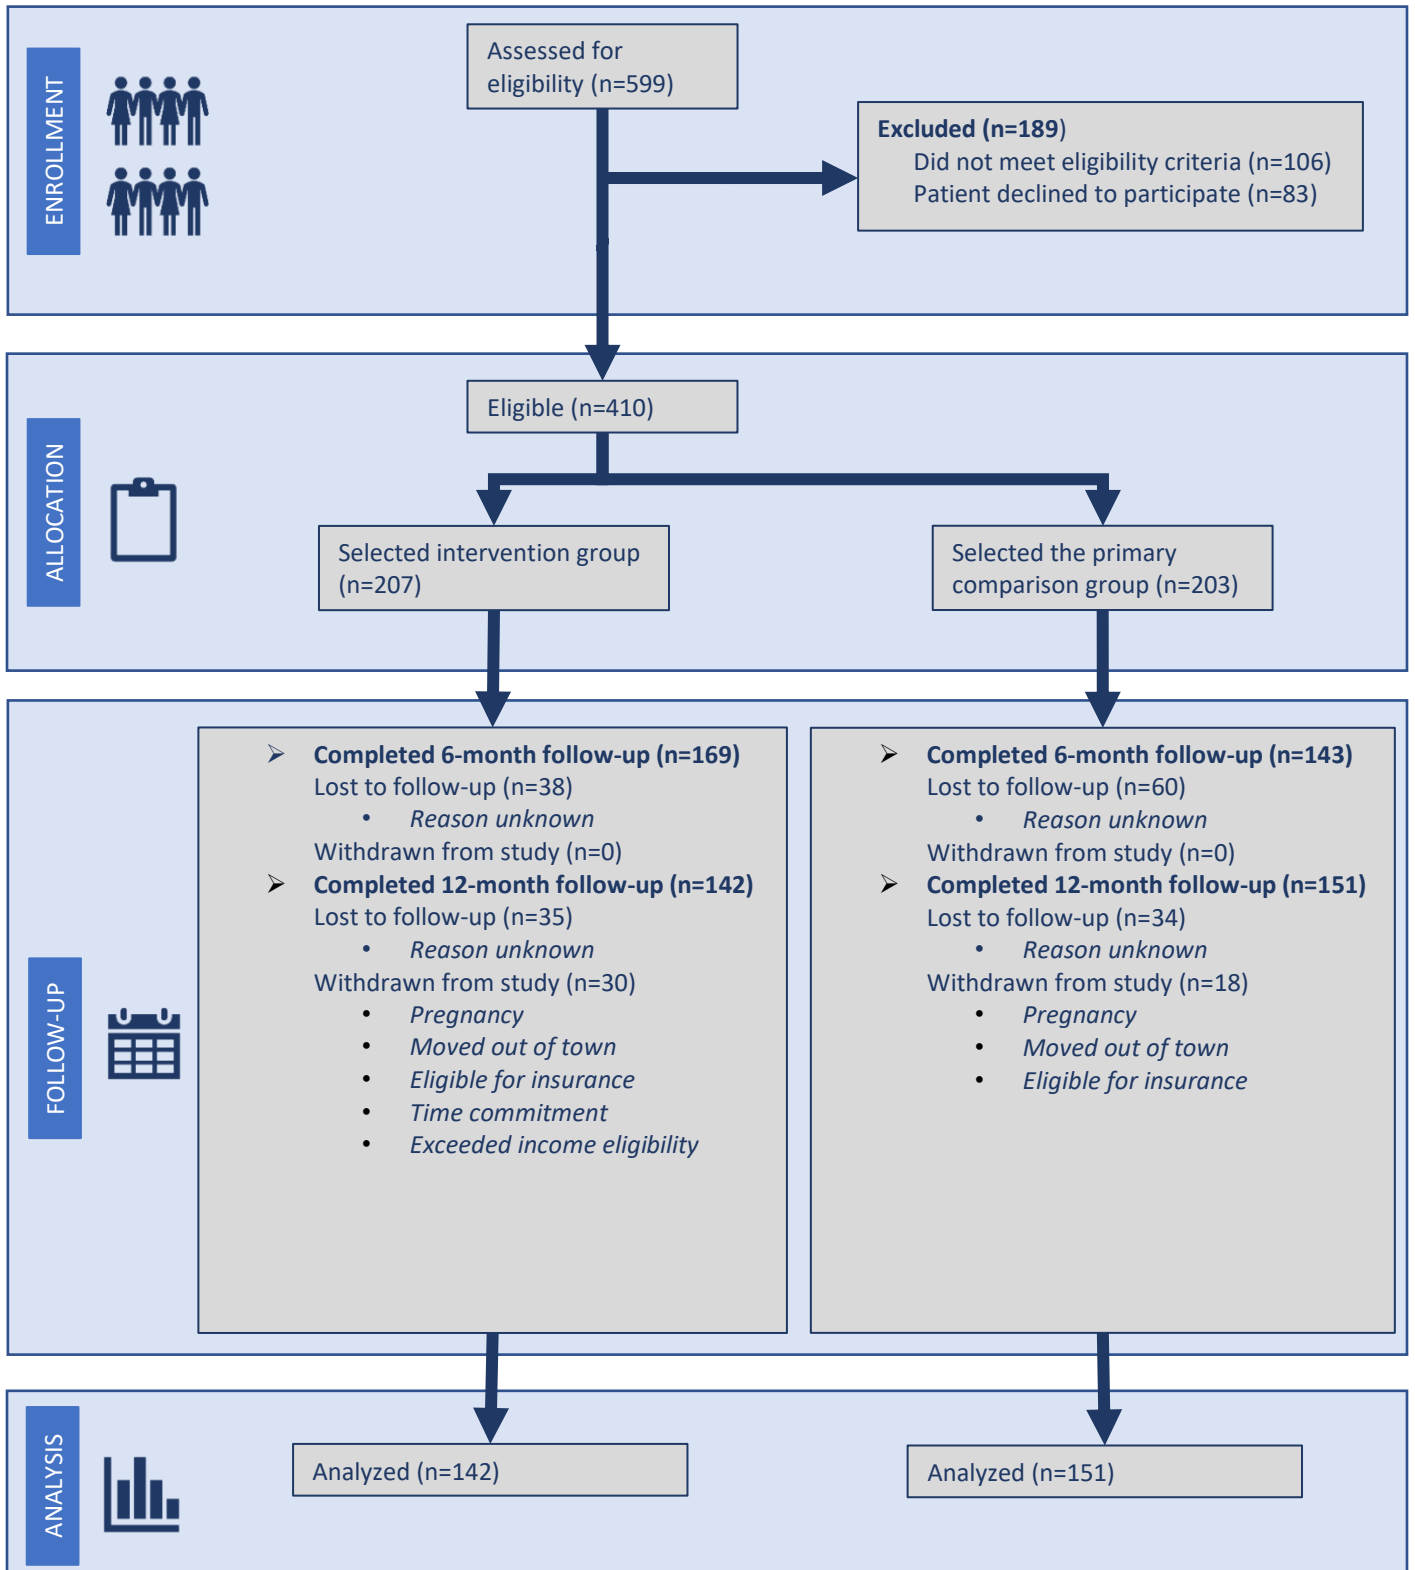 ENROLLMENT
Assessed for
eligibility (n=599)
Excluded (n=189)
Did not meet eligibility criteria (n=106)
Patient declined to participate (n=83)
ALLOCATION
Eligible (n=410)
Selected intervention group
(n=207)
Selected the primary
comparison group (n=203)
FOLLOW-UP
➢ Completed 6-month follow-up (n=169)
Lost to follow-up (n=38)
• Reason unknown
Withdrawn from study (n=0)
➢ Completed 12-month follow-up (n=142)
Lost to follow-up (n=35)
• Reason unknown
Withdrawn from study (n=30)
• Pregnancy
• Moved out of town
• Eligible for insurance
• Time commitment
• Exceeded income eligibility
➢ Completed 6-month follow-up (n=143)
Lost to follow-up (n=60)
• Reason unknown
Withdrawn from study (n=0)
➢ Completed 12-month follow-up (n=151)
Lost to follow-up (n=34)
• Reason unknown
Withdrawn from study (n=18)
• Pregnancy
• Moved out of town
• Eligible for insurance
ANALYSIS
Analyzed (n=142)
Analyzed (n=151)